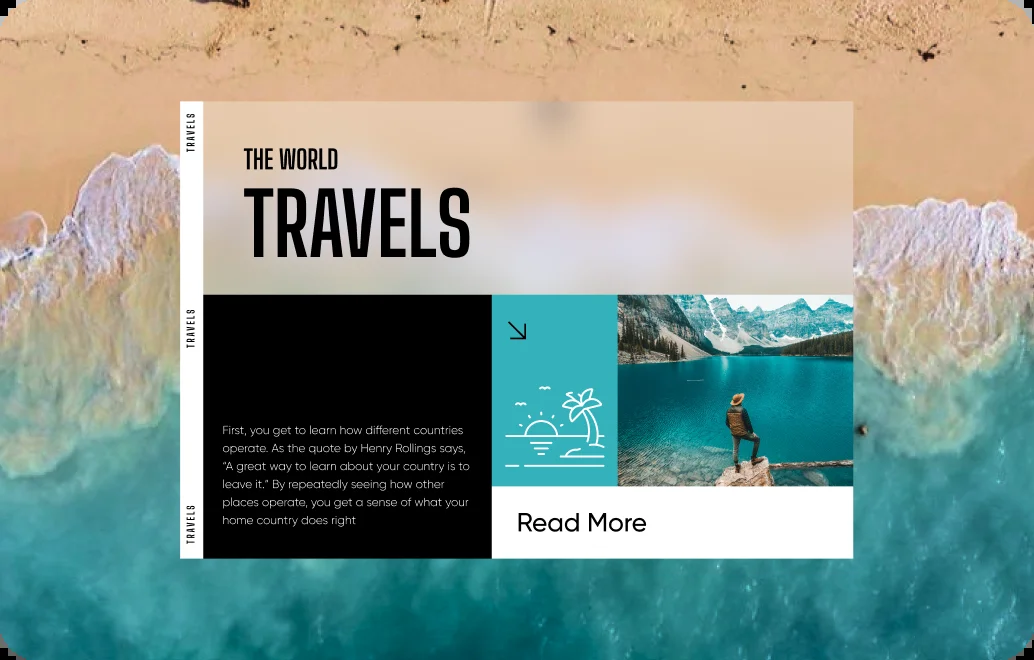 TRAVELS
THE WORLD
TRAVELS
TRAVELS
First, you get to learn how different countries
operate. As the quote by Henry Rollings says,
“A great way to learn about your country is to
leave it.” By repeatedly seeing how other
places operate, you get a sense of what your
home country does right
TRAVELS
Read More